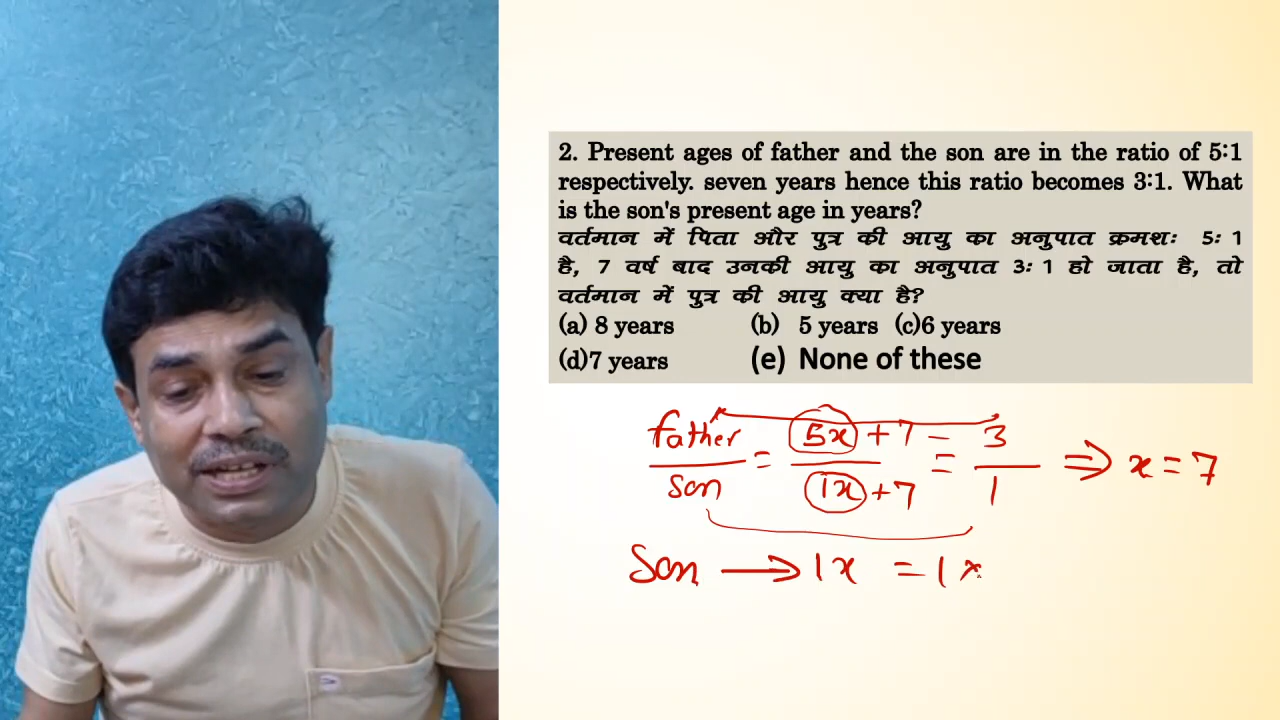 2. Present ages of father and the son are in the ratio of 5:1
respectively. seven years hence this ratio becomes 3:1. What
is the son's present age in years?
वर्तमान में पिता और पुत्र की आयु का अनुपात क्रमशः 5: 1
है, 7 वर्ष बाद उनकी आयु का अनुपात 3: 1 हो जाता है, तो
वर्तमान में पुत्र की आयु क्या है?
(a) 8 years (b) 5 years (c)6 years
(d)7 years (e) None of these
father/son = 5x + 7/1x + 7 = 3/1 ⇒ x = 7
Son → 1x = 1 ×